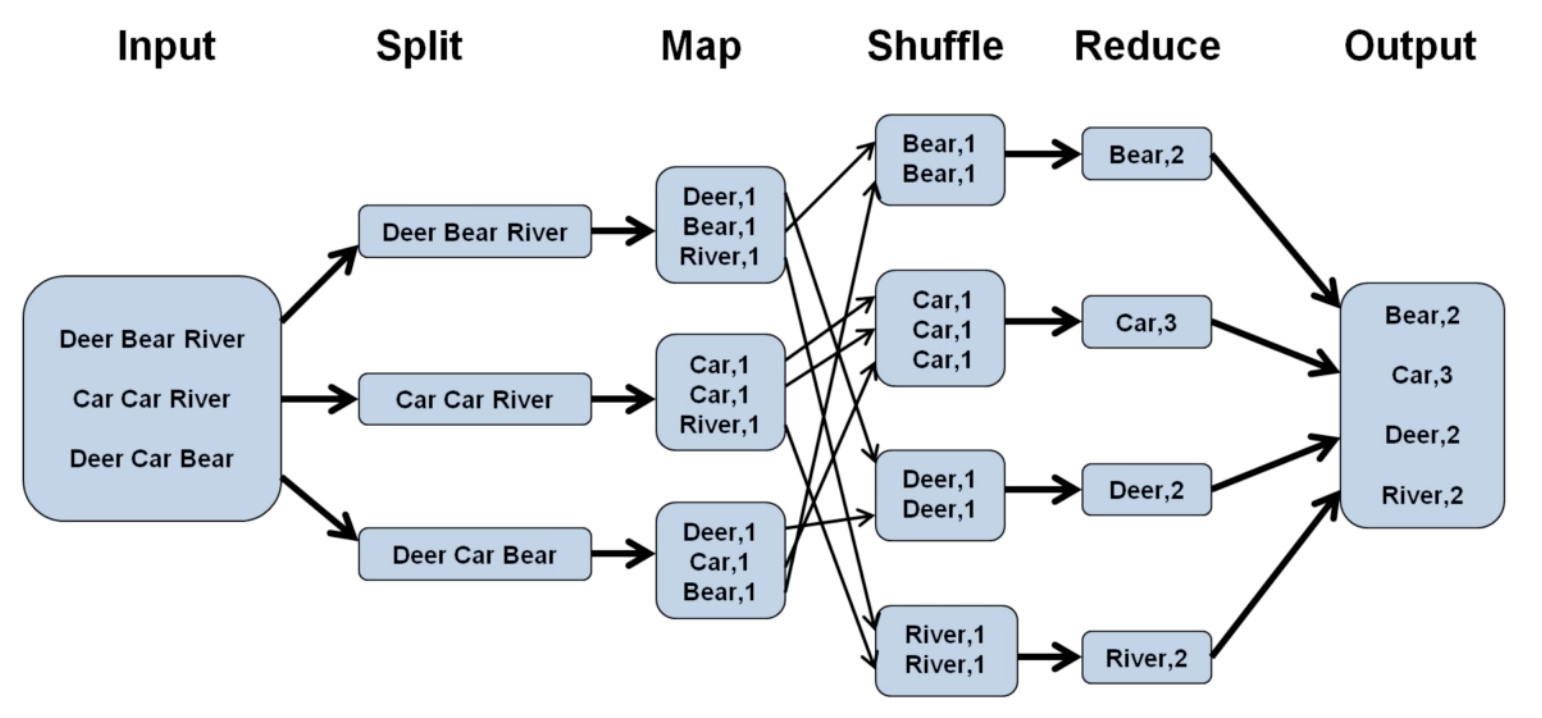 Input
Split
Map
Shuffle
Reduce
Output
Deer Bear River
Car Car River
Deer Car Bear
Deer Bear River
Car Car River
Deer Car Bear
Deer,1
Bear,1
River,1
Car,1
Car,1
River,1
Deer,1
Car,1
Bear,1
Bear,1
Bear,1
Car,1
Car,1
Car,1
Deer,1
Deer,1
River,1
River,1
Bear,2
Car,3
Deer,2
River,2
Bear,2
Car,3
Deer,2
River,2